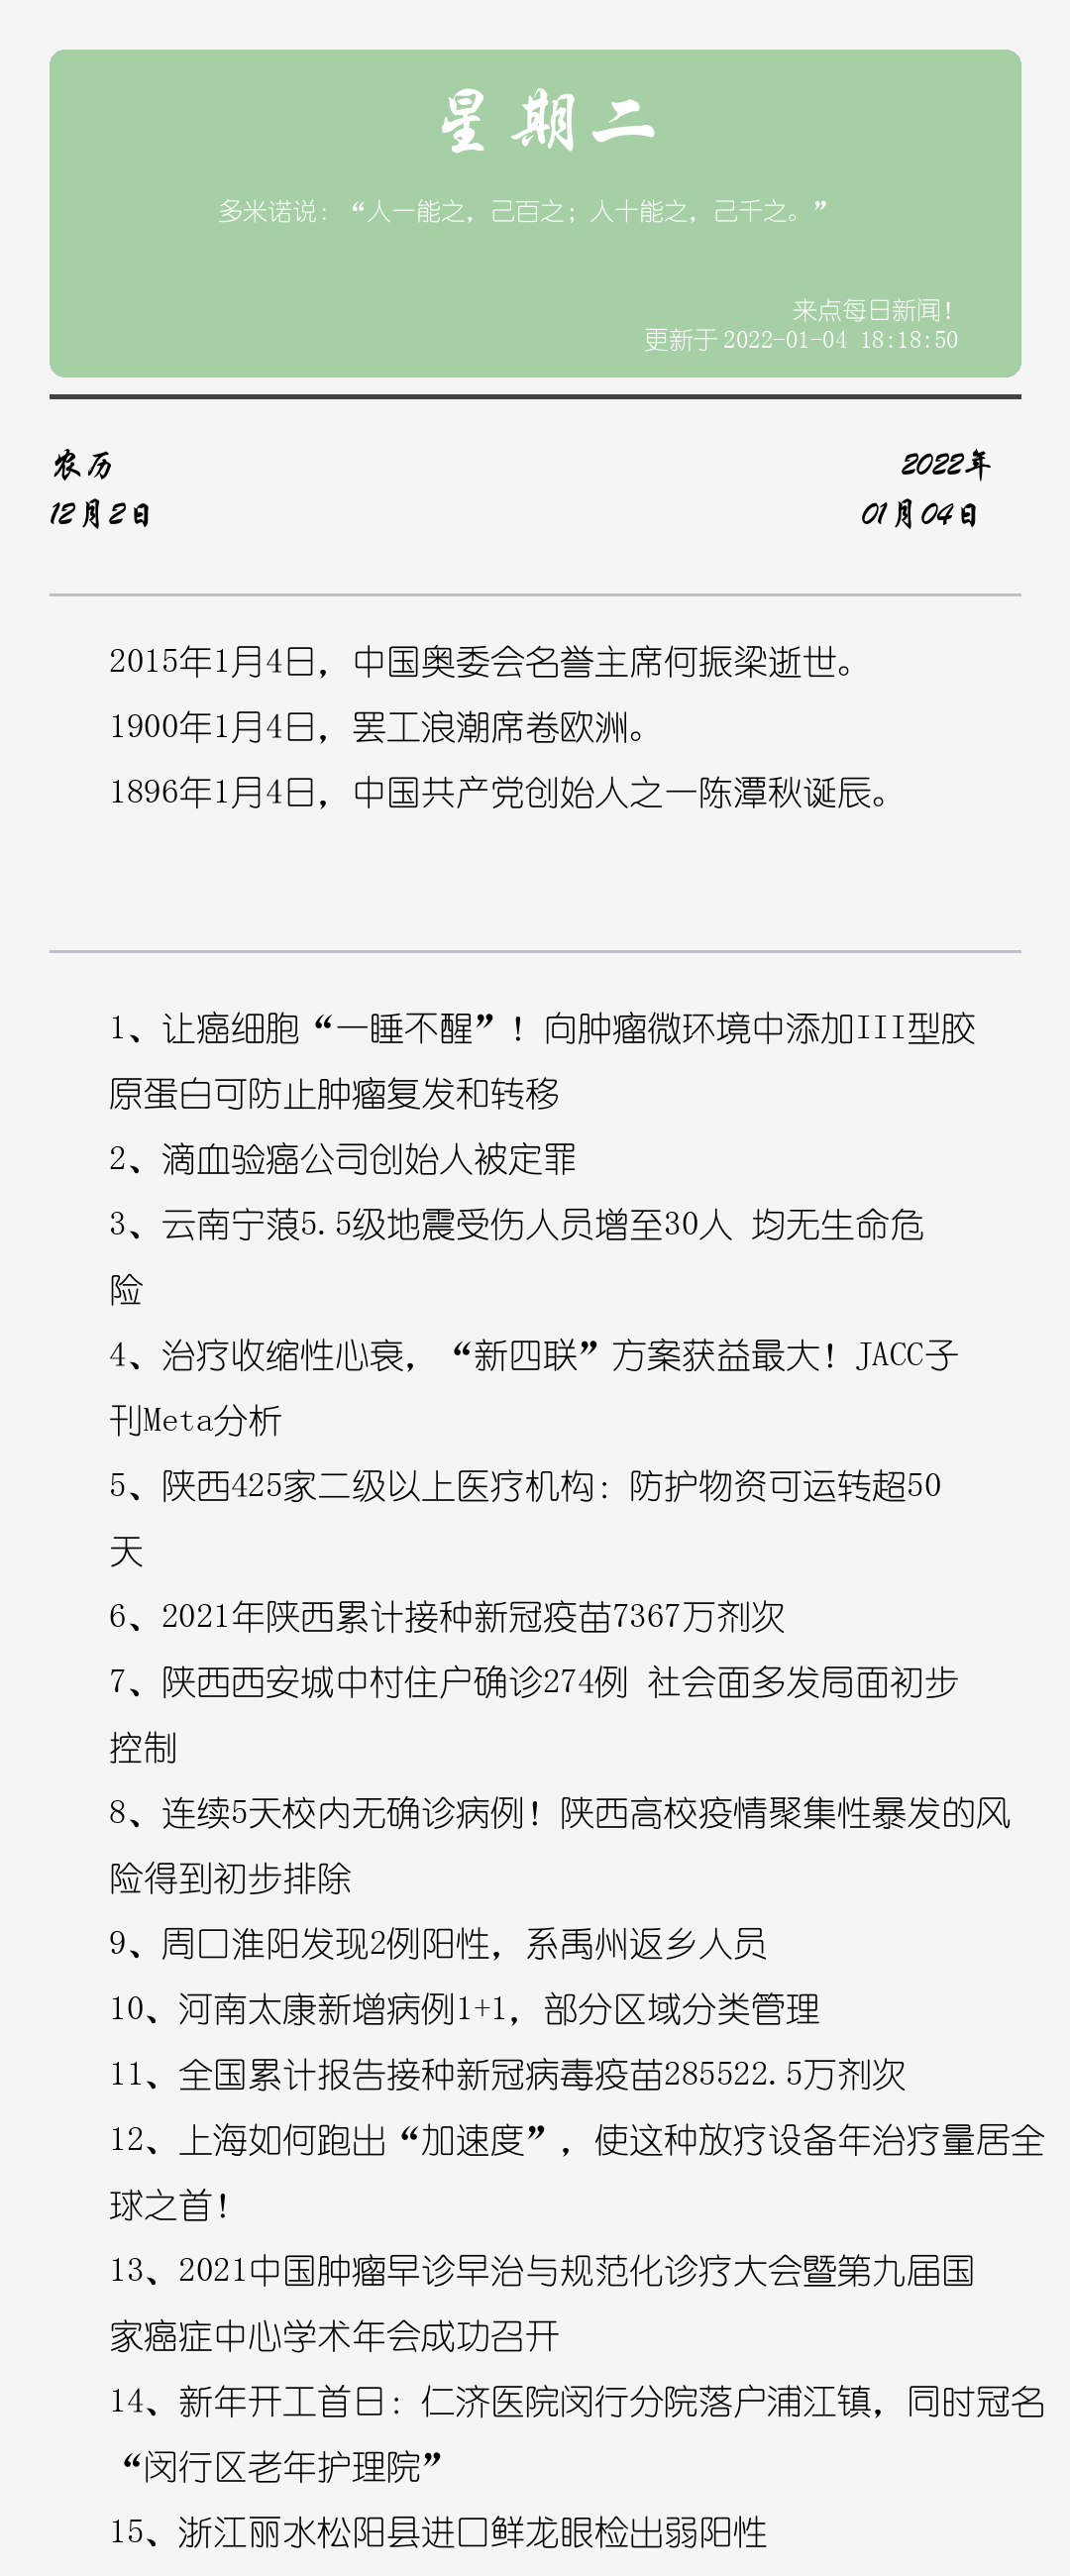 星期二
多米诺说：“人一能之，己百之；人十能之，己千之。”
来点每日新闻！
更新于2022-01-04 18:18:50
农历
2022年
12月2日
01月04日
2015年1月4日，中国奥委会名誉主席何振梁逝世。
1900年1月4日，罢工浪潮席卷欧洲。
1896年1月4日，中国共产党创始人之一陈潭秋诞辰。
1、让癌细胞“一睡不醒”！向肿瘤微环境中添加III型胶
原蛋白可防止肿瘤复发和转移
2、滴血验癌公司创始人被定罪
3、云南宁蒗5.5级地震受伤人员增至30人 均无生命危
险
4、治疗收缩性心衰，“新四联”方案获益最大！JACC子
刊Meta分析
5、陕西425家二级以上医疗机构：防护物资可运转超50
天
6、2021年陕西累计接种新冠疫苗7367万剂次
7、陕西西安城中村住户确诊274例 社会面多发局面初步
控制
8、连续5天校内无确诊病例！陕西高校疫情聚集性暴发的风
险得到初步排除
9、周口淮阳发现2例阳性，系禹州返乡人员
10、河南太康新增病例1+1，部分区域分类管理
11、全国累计报告接种新冠病毒疫苗285522.5万剂次
12、上海如何跑出“加速度”，使这种放疗设备年治疗量居全
球之首！
13、2021中国肿瘤早诊早治与规范化诊疗大会暨第九届国
家癌症中心学术年会成功召开
14、新年开工首日：仁济医院闵行分院落户浦江镇，同时冠名
“闵行区老年护理院”
15、浙江丽水松阳县进口鲜龙眼检出弱阳性